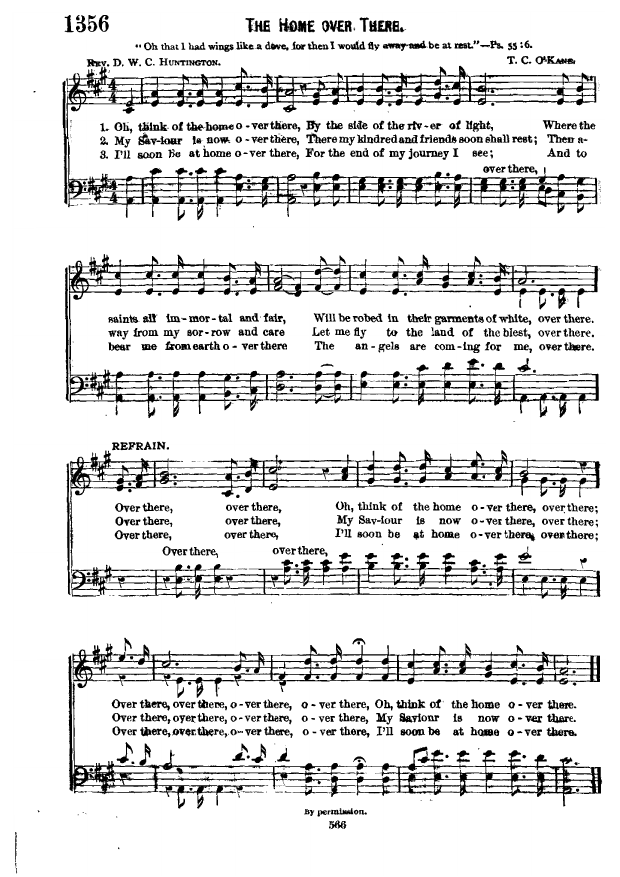 1356 THE HOME OVER THERE.
"Oh that I had wings like a dove, for then I would fly away and be at rest."—Ps. 55:6.
REV. D. W. C. HUNTINGTON. T. C. O'KANE.
1. Oh, think of the home o-ver there, By the side of the riv-er of light, Where the
2. My Sav-iour is now o-ver there, There my kindred and friends soon shall rest; Then a-
3. I'll soon be at home o-ver there, For the end of my journey I see; And to
over there,
saints all im-mor-tal and fair, Will be robed in their garments of white, over there.
way from my sor-row and care Let me fly to the land of the blest, over there.
bear me from earth o-ver there The an-gels are com-ing for me, over there.
REFRAIN.
Over there, over there, Oh, think of the home o-ver there, over there;
Over there, over there, My Sav-iour is now o-ver there, over there;
Over there, over there, I'll soon be at home o-ver there, over there;
Over there, over there,
Over there, over there, o-ver there, o-ver there, Oh, think of the home o-ver there.
Over there, over there, o-ver there, o-ver there, My Saviour is now o-ver there.
Over there, over there, o-ver there, o-ver there, I'll soon be at home o-ver there.
By permission.
566